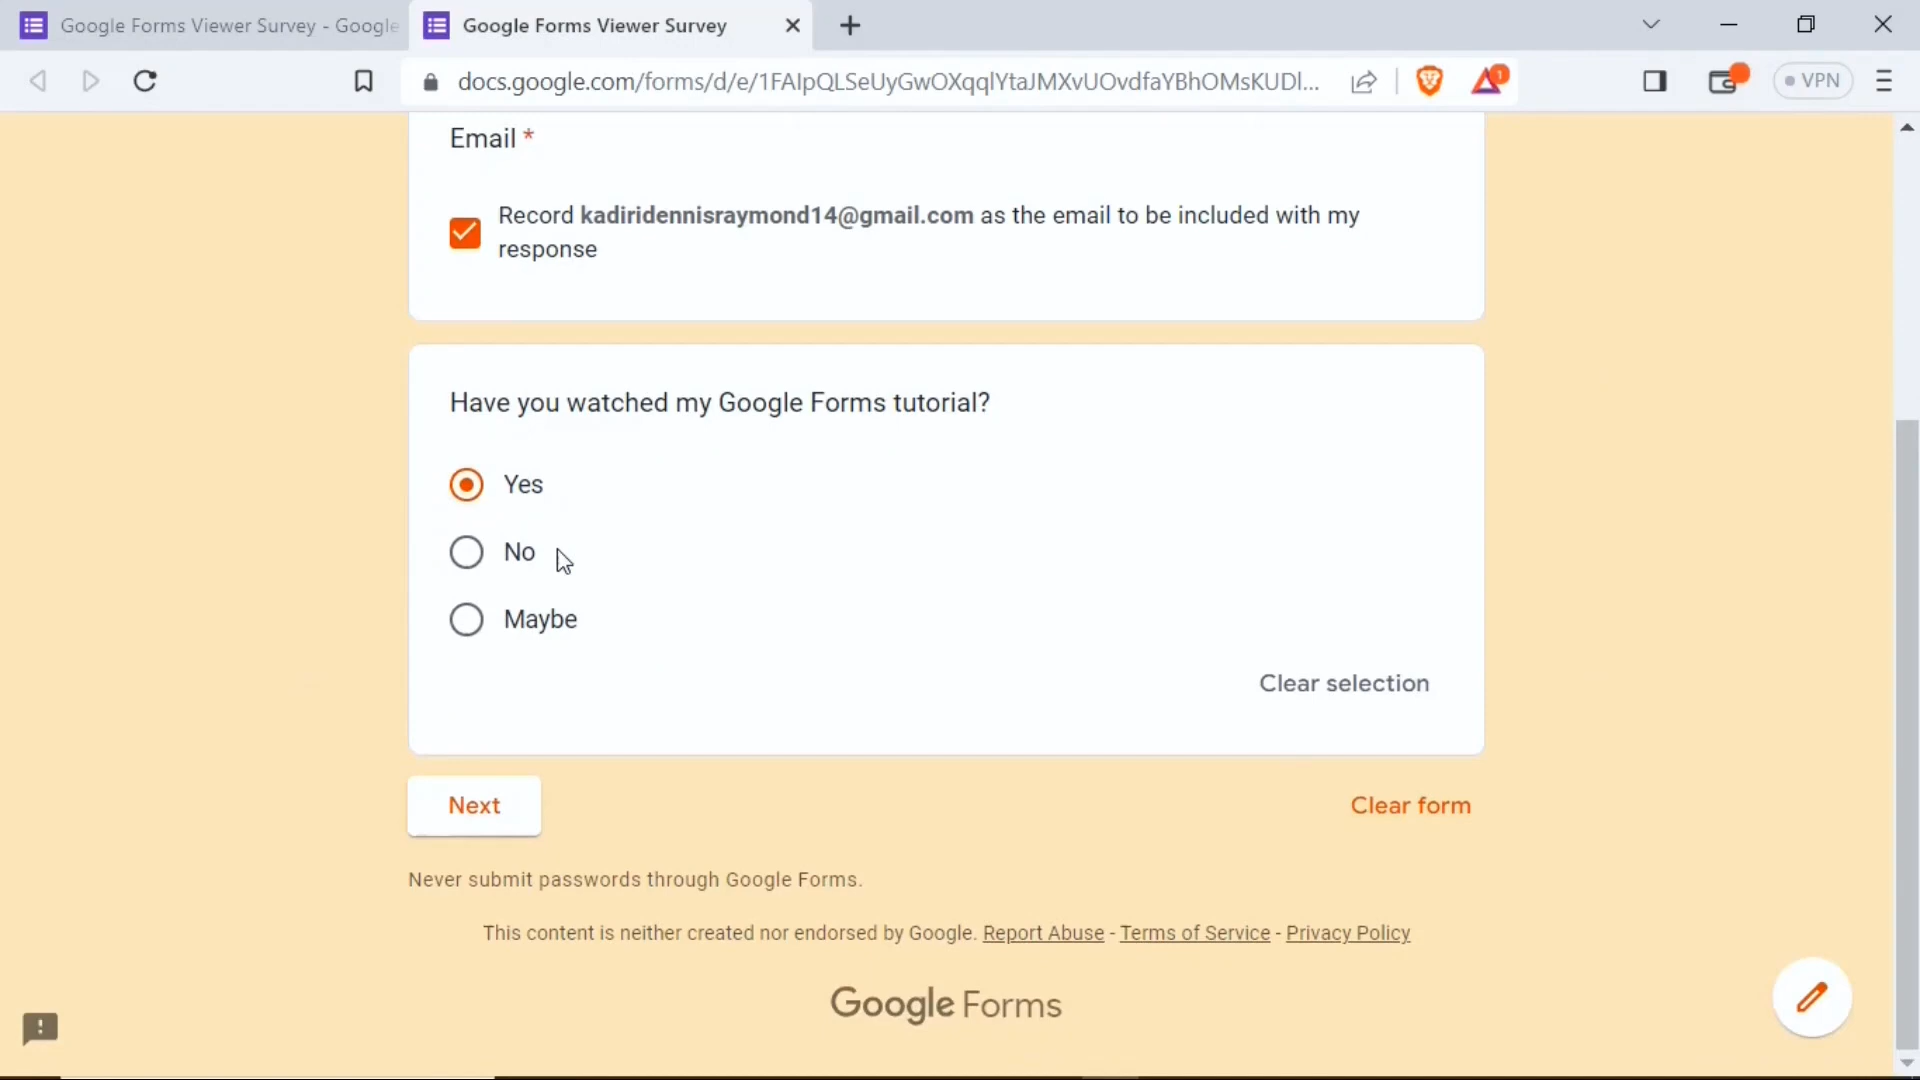 Google Forms Viewer Survey - Google
Google Forms Viewer Survey
docs.google.com/forms/d/e/1FAIpQLSeUyGwOXqqlYtaJMXvUOvdfaYBhOMsKUDl...
1
VPN
Email *
Record kadiridennisraymond14@gmail.com as the email to be included with my
response
Have you watched my Google Forms tutorial?
Yes
No
Maybe
Clear selection
Next
Clear form
Never submit passwords through Google Forms.
This content is neither created nor endorsed by Google. Report Abuse - Terms of Service - Privacy Policy
Google Forms